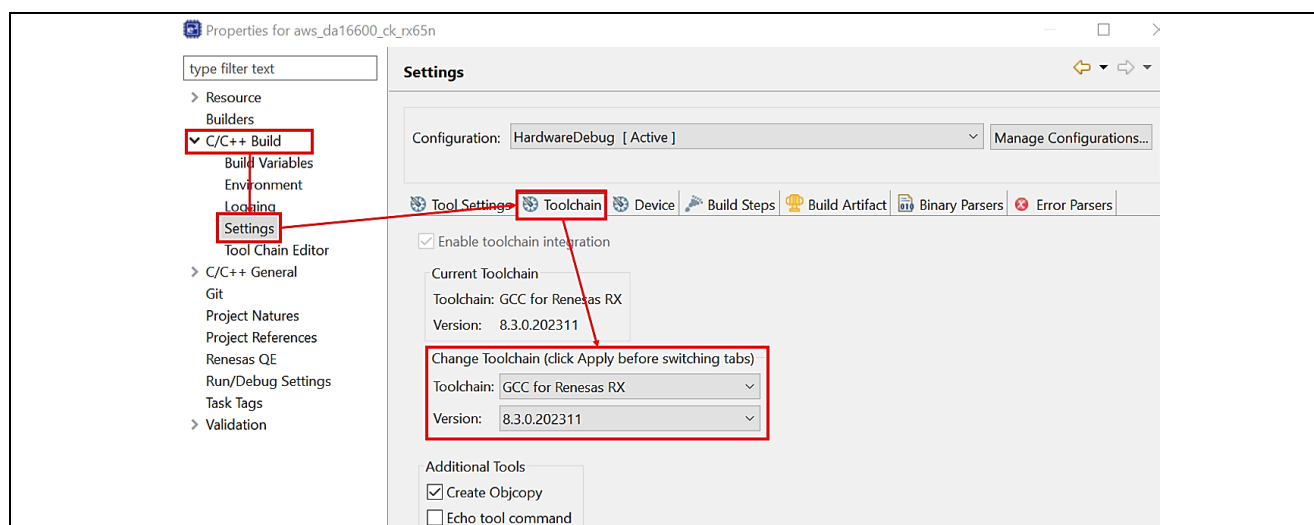 Properties for aws_da16600_ck_rx65n
type filter text
Resource
Builders
C/C++ Build
Build Variables
Environment
Logging
Settings
Tool Chain Editor
C/C++ General
Git
Project Natures
Project References
Renesas QE
Run/Debug Settings
Task Tags
Validation
Settings
Configuration: HardwareDebug [ Active ] Manage Configurations...
Tool Settings Toolchain Device Build Steps Build Artifact Binary Parsers Error Parsers
Enable toolchain integration
Current Toolchain
Toolchain: GCC for Renesas RX
Version: 8.3.0.202311
Change Toolchain (click Apply before switching tabs)
Toolchain: GCC for Renesas RX
Version: 8.3.0.202311
Additional Tools
Create Objcopy
Echo tool command